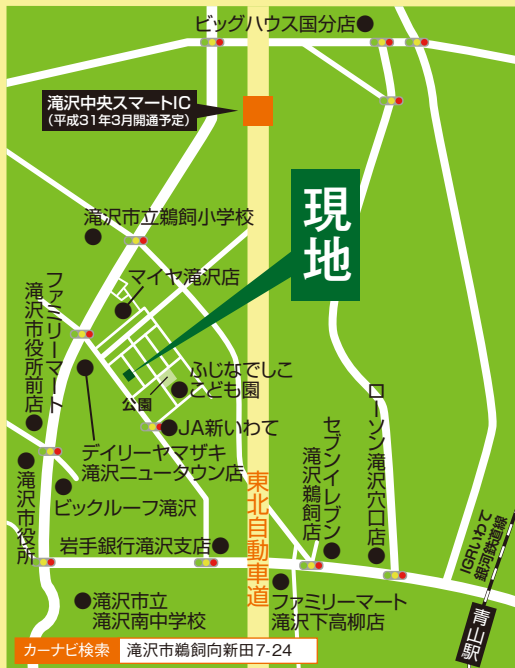 ビッグハウス国分店
滝沢中央スマートIC
(平成31年3月開通予定)
現地
滝沢市立鵜飼小学校
マイヤ滝沢店
ファミリーマート
滝沢市役所前店
ふじなでしこ
こども園
公園
JA新いわて
デイリーヤマザキ
滝沢ニュータウン店
ローソン滝沢穴口店
セブンイレブン
滝沢鵜飼店
東北自動車道
滝沢市役所
ビックルーフ滝沢
岩手銀行滝沢支店
IGRいわて
銀河鉄道線
青山駅
滝沢市立
滝沢南中学校
ファミリーマート
滝沢下高柳店
カーナビ検索 滝沢市鵜飼向新田7-24